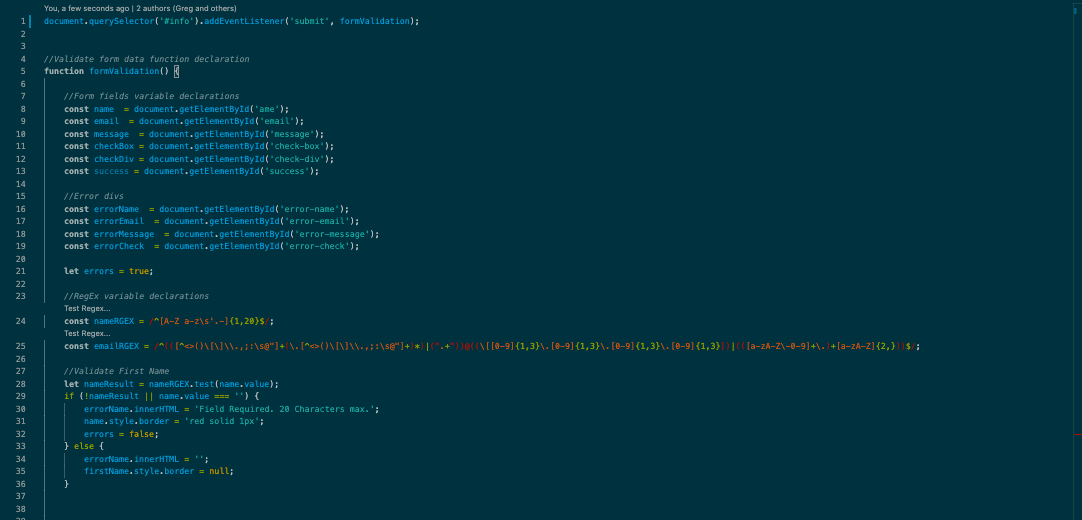 You, a few seconds ago | 2 authors (Greg and others)
1 document.querySelector('#info').addEventListener('submit', formValidation);
2
3
4 //Validate form data function declaration
5 function formValidation() {
6
7 //Form fields variable declarations
8 const name = document.getElementById('ame');
9 const email = document.getElementById('email');
10 const message = document.getElementById('message');
11 const checkBox = document.getElementById('check-box');
12 const checkDiv = document.getElementById('check-div');
13 const success = document.getElementById('success');
14
15 //Error divs
16 const errorName = document.getElementById('error-name');
17 const errorEmail = document.getElementById('error-email');
18 const errorMessage = document.getElementById('error-message');
19 const errorCheck = document.getElementById('error-check');
20
21 let errors = true;
22
23 //RegEx variable declarations
Test Regex...
24 const nameRGEX = /^[A-Z a-z\s'.-]{1,20}$/;
Test Regex...
25 const emailRGEX = /^(([^<>()\[\]\\.,;:\s@"]+(\.[^<>()\[\]\\.,;:\s@"]+)*)|(".+"))@((\[[0-9]{1,3}\.[0-9]{1,3}\.[0-9]{1,3}\.[0-9]{1,3}])|(([a-zA-Z\-0-9]+\.)+[a-zA-Z]{2,}))$/;
26
27 //Validate First Name
28 let nameResult = nameRGEX.test(name.value);
29 if (!nameResult || name.value === '') {
30 errorName.innerHTML = 'Field Required. 20 Characters max.';
31 name.style.border = 'red solid 1px';
32 errors = false;
33 } else {
34 errorName.innerHTML = '';
35 firstName.style.border = null;
36 }
37
38